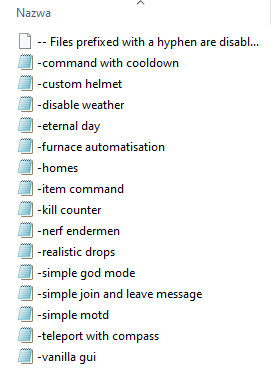 Nazwa
-- Files prefixed with a hyphen are disabl...
-command with cooldown
-custom helmet
-disable weather
-eternal day
-furnace automatisation
-homes
-item command
-kill counter
-nerf endermen
-realistic drops
-simple god mode
-simple join and leave message
-simple motd
-teleport with compass
-vanilla gui